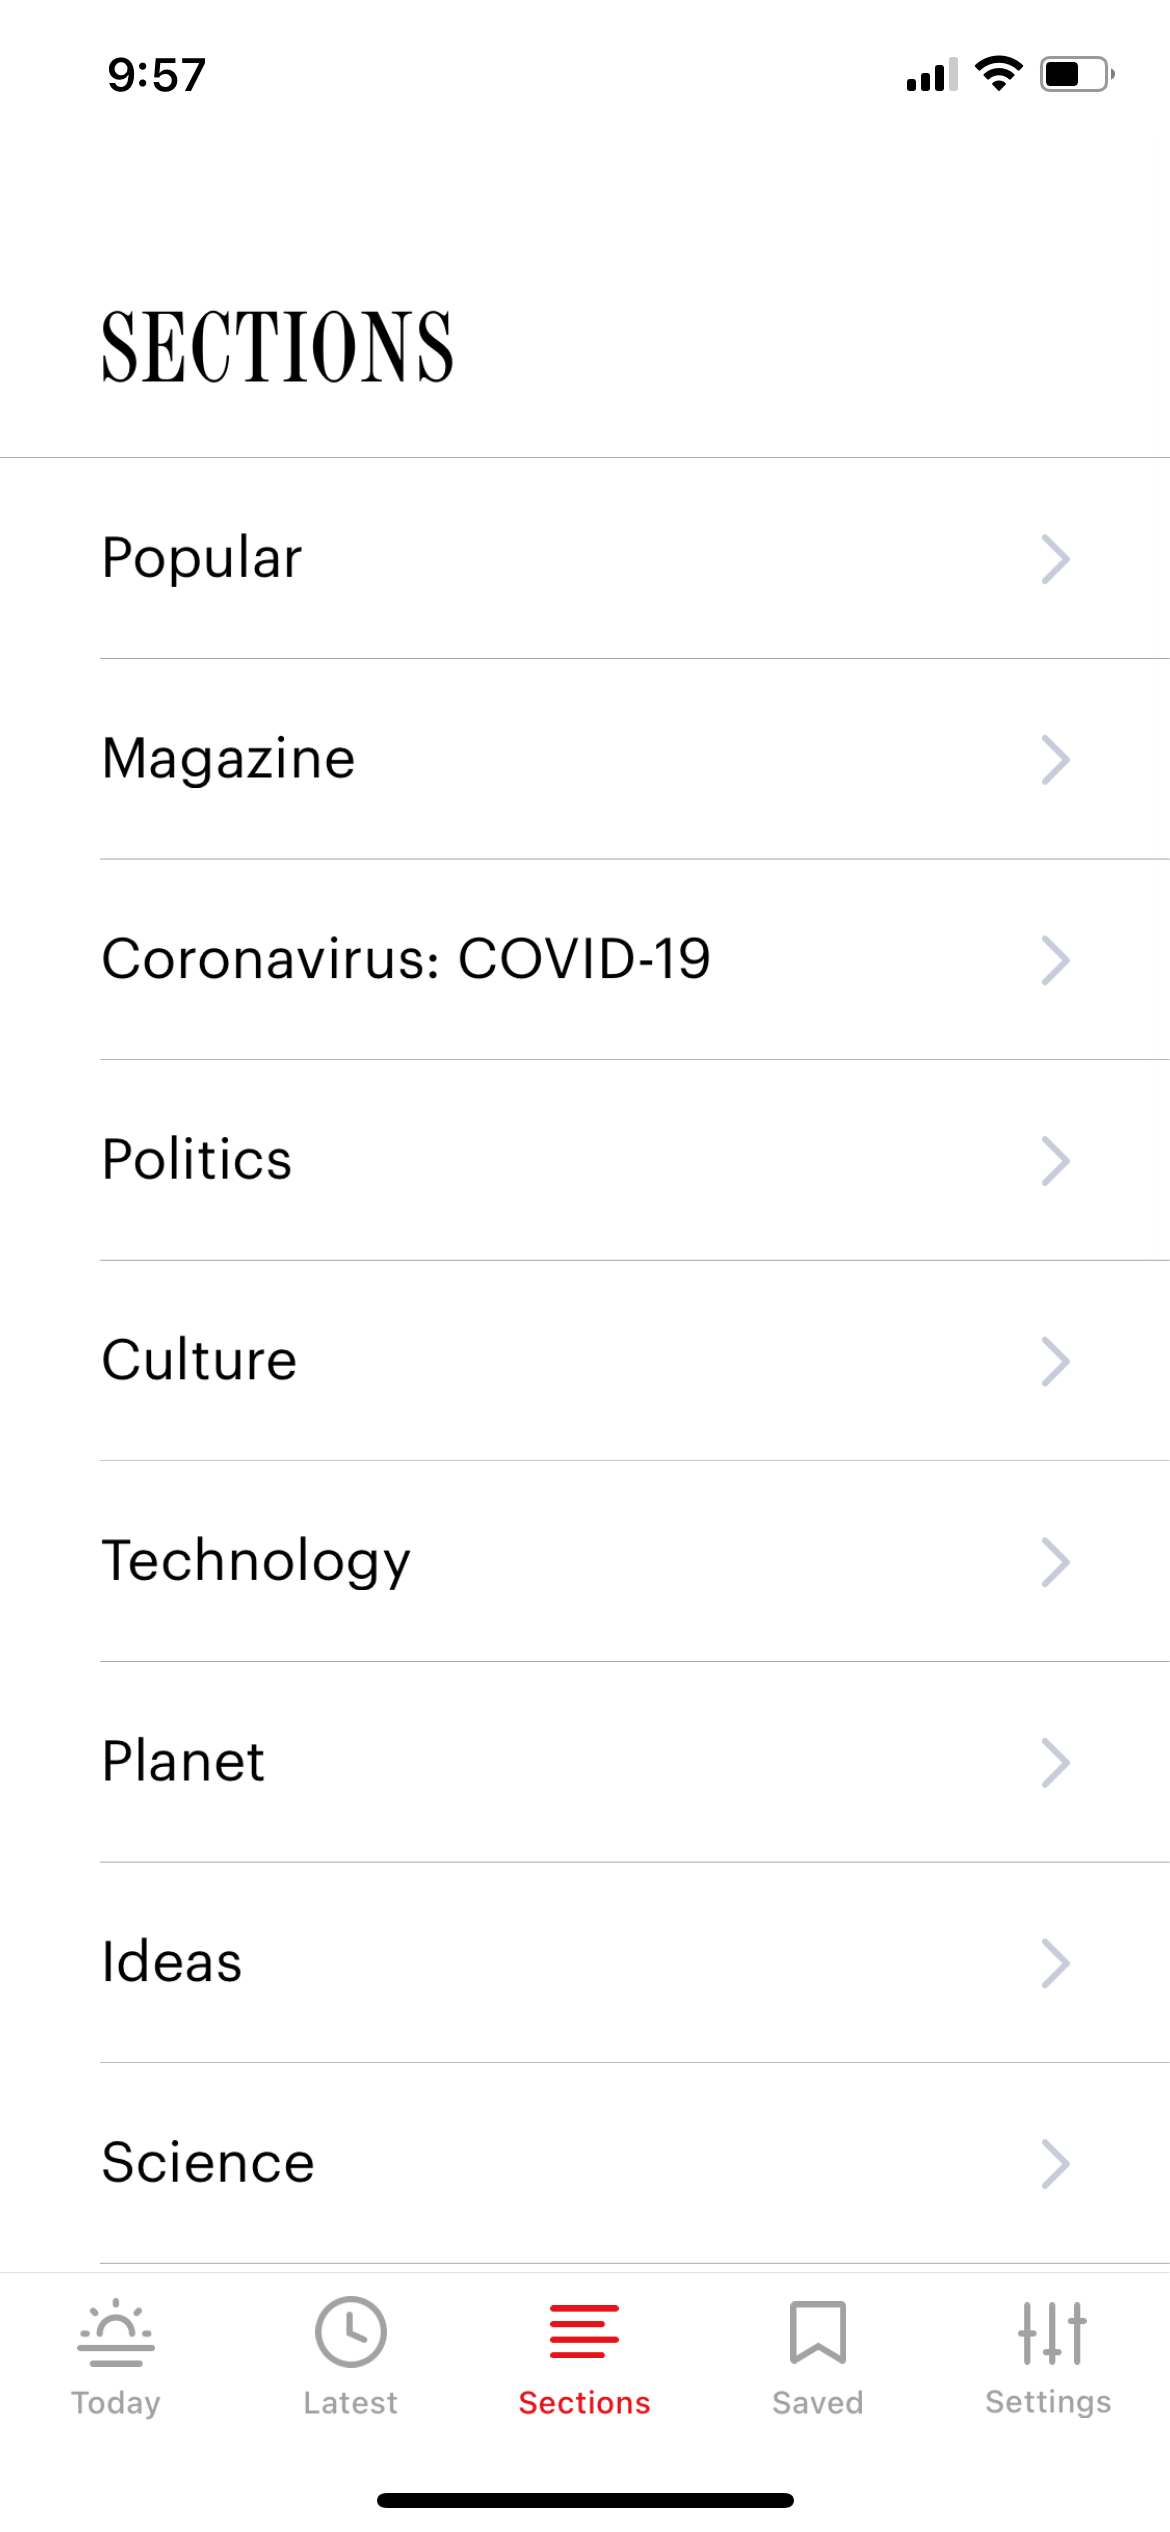 9:57
SECTIONS
Popular
Magazine
Coronavirus: COVID-19
Politics
Culture
Technology
Planet
Ideas
Science
Today
Latest
Sections
Saved
Settings